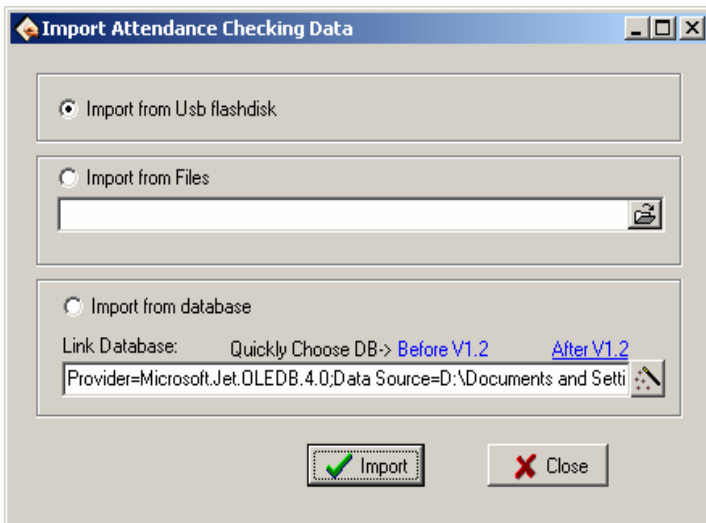 Import Attendance Checking Data
Import from Usb flashdisk
Import from Files
Import from database
Link Database: Quickly Choose DB-> Before V1.2 After V1.2
Provider=Microsoft.Jet.OLEDB.4.0;Data Source=D:\Documents and Setti
Import Close